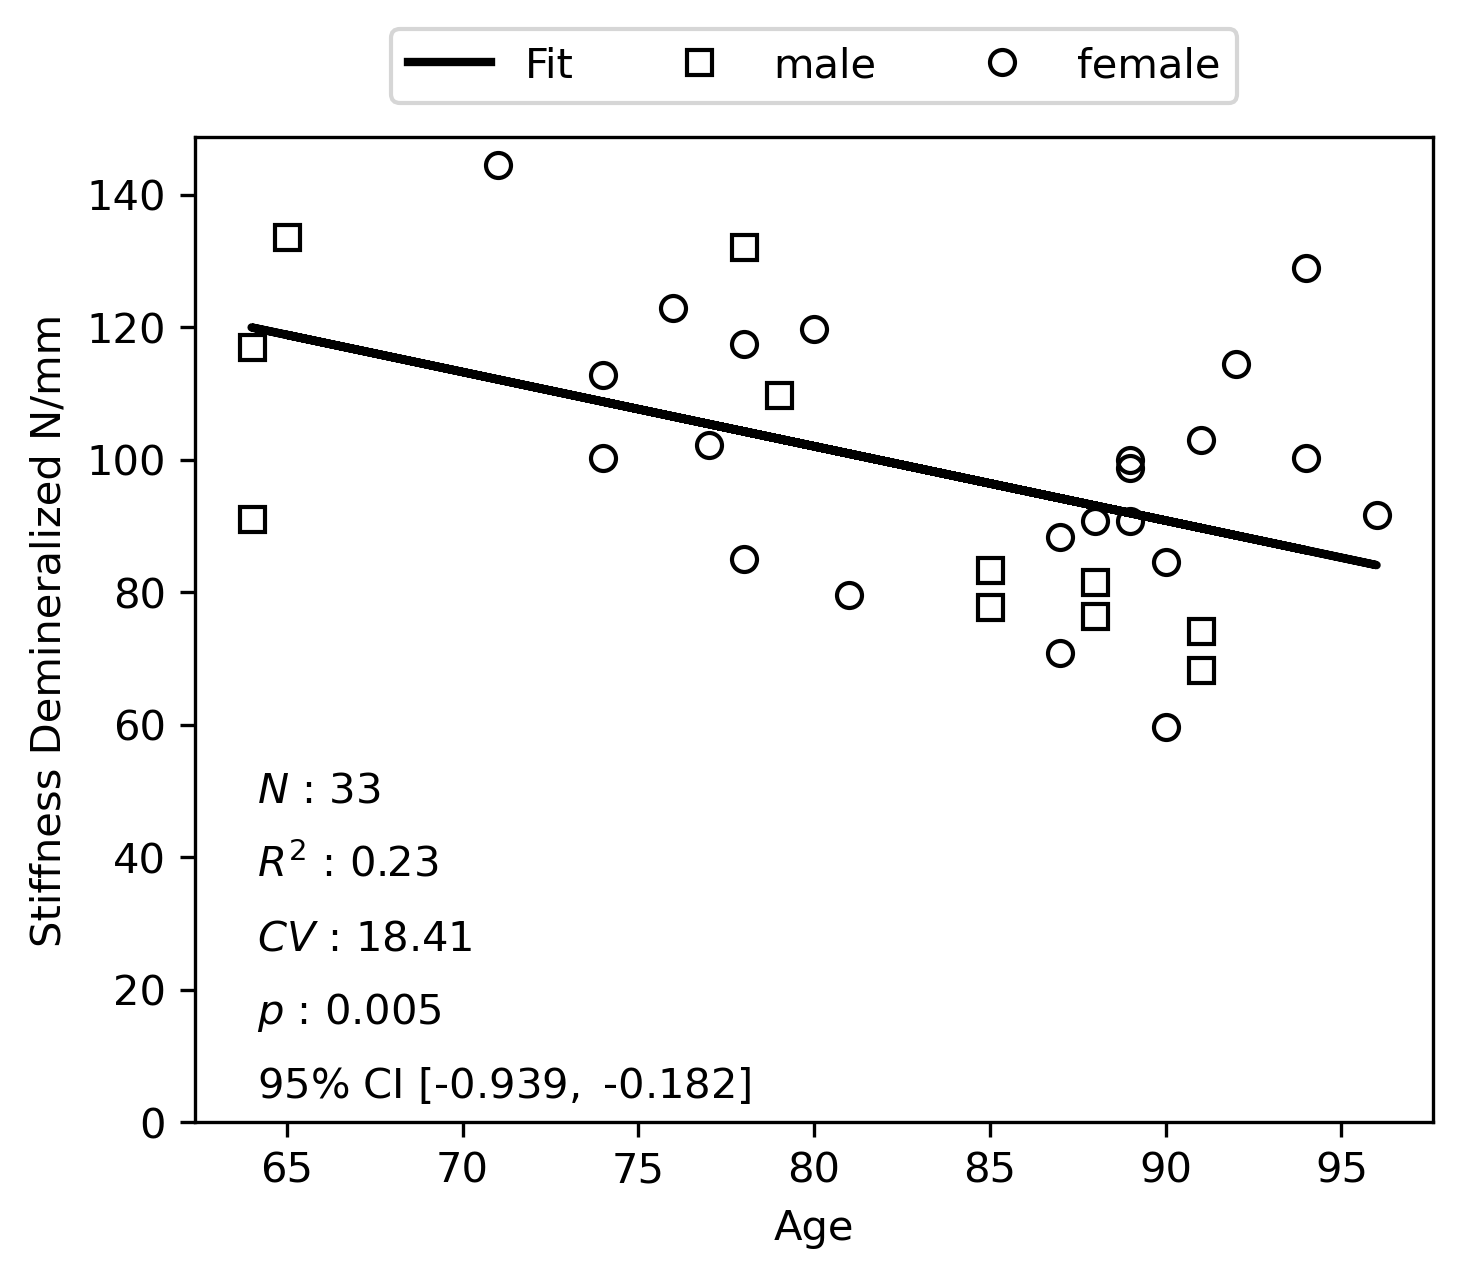 Fit male female
140
120
100
80
60
40
20
0
Stiffness Demineralized N/mm
N : 33
R² : 0.23
CV : 18.41
p : 0.005
95% CI [-0.939, -0.182]
65 70 75 80 85 90 95
Age